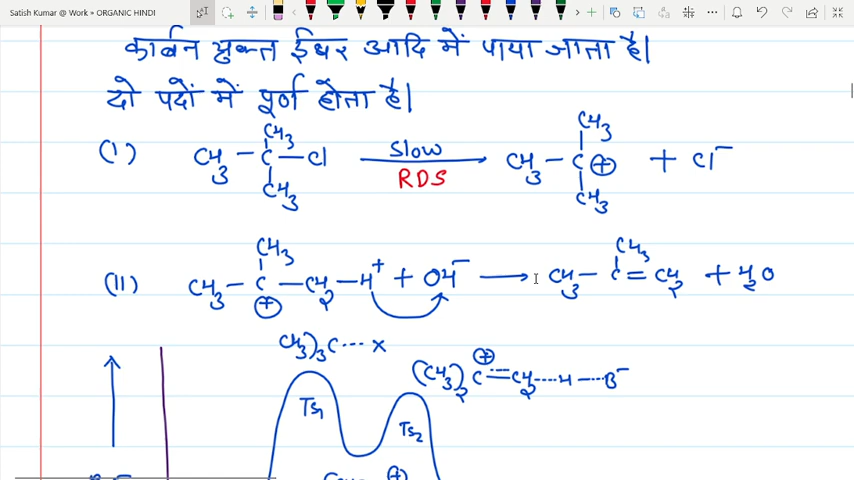 Satish Kumar @ Work » ORGANIC HINDI
कार्बन युक्त ईथर आदि में पाया जाता है।
दो पदों में पूर्ण होता है।
(I) CH3 – C – Cl Slow CH3 – C ⊕ + Cl–
CH3 CH3
CH3 RDS CH3
(II) CH3 – C – CH2 – H+ + OH– → CH3 – C = CH2 + H2O
CH3 ⊕ CH3
CH3)3C --- X
(CH3)2 C ⊕ = CH2 ---- H ---- B–
TS1
TS2